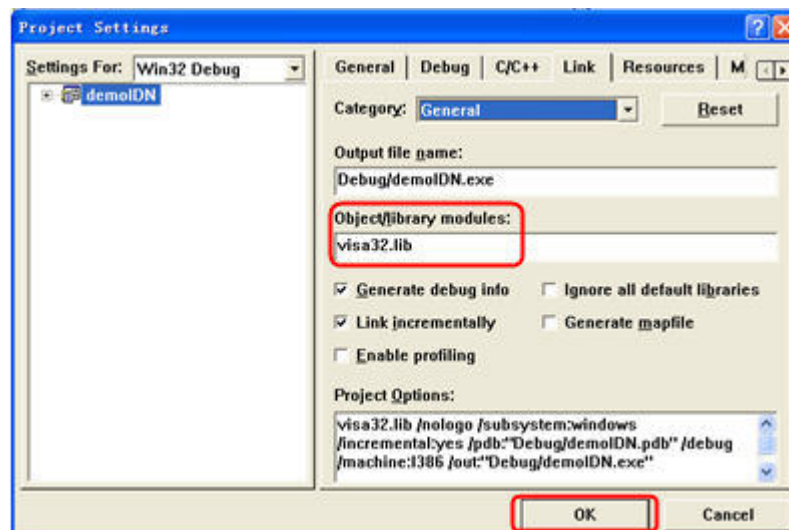 Project Settings
Settings For: Win32 Debug
demoIDN
General Debug C/C++ Link Resources M
Category: General Reset
Output file name:
Debug/demoIDN.exe
Object/library modules:
visa32.lib
Generate debug info Ignore all default libraries
Link incrementally Generate mapfile
Enable profiling
Project Options:
visa32.lib /nologo /subsystem:windows
/incremental:yes /pdb:"Debug/demoIDN.pdb" /debug
/machine:I386 /out:"Debug/demoIDN.exe"
OK Cancel